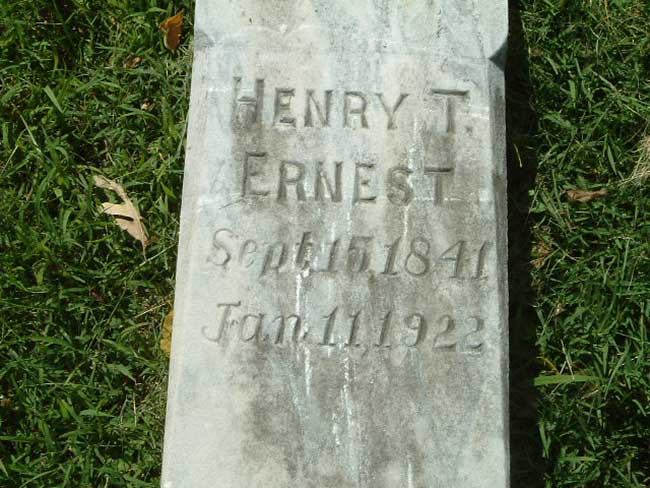 HENRY T.
ERNEST
Sept. 15, 1841
Jan. 11, 1922